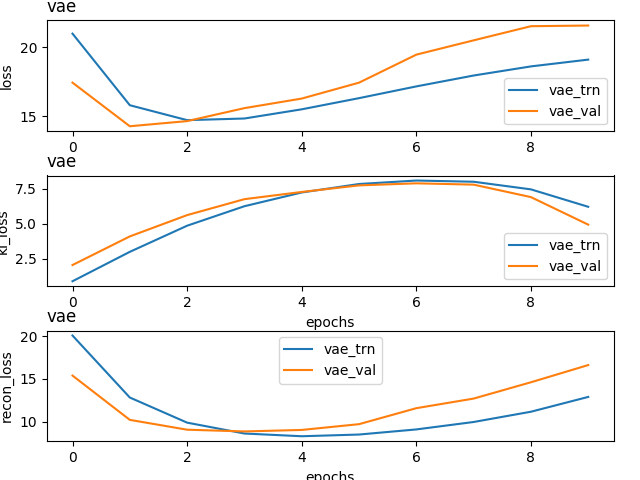 vae
loss
20
15
0 2 4 6 8
vae_trn
vae_val
vae
kl_loss
7.5
5.0
2.5
0 2 4 6 8
vae_trn
vae_val
epochs
vae
recon_loss
20
15
10
vae_trn
vae_val
0 2 4 6 8
epochs